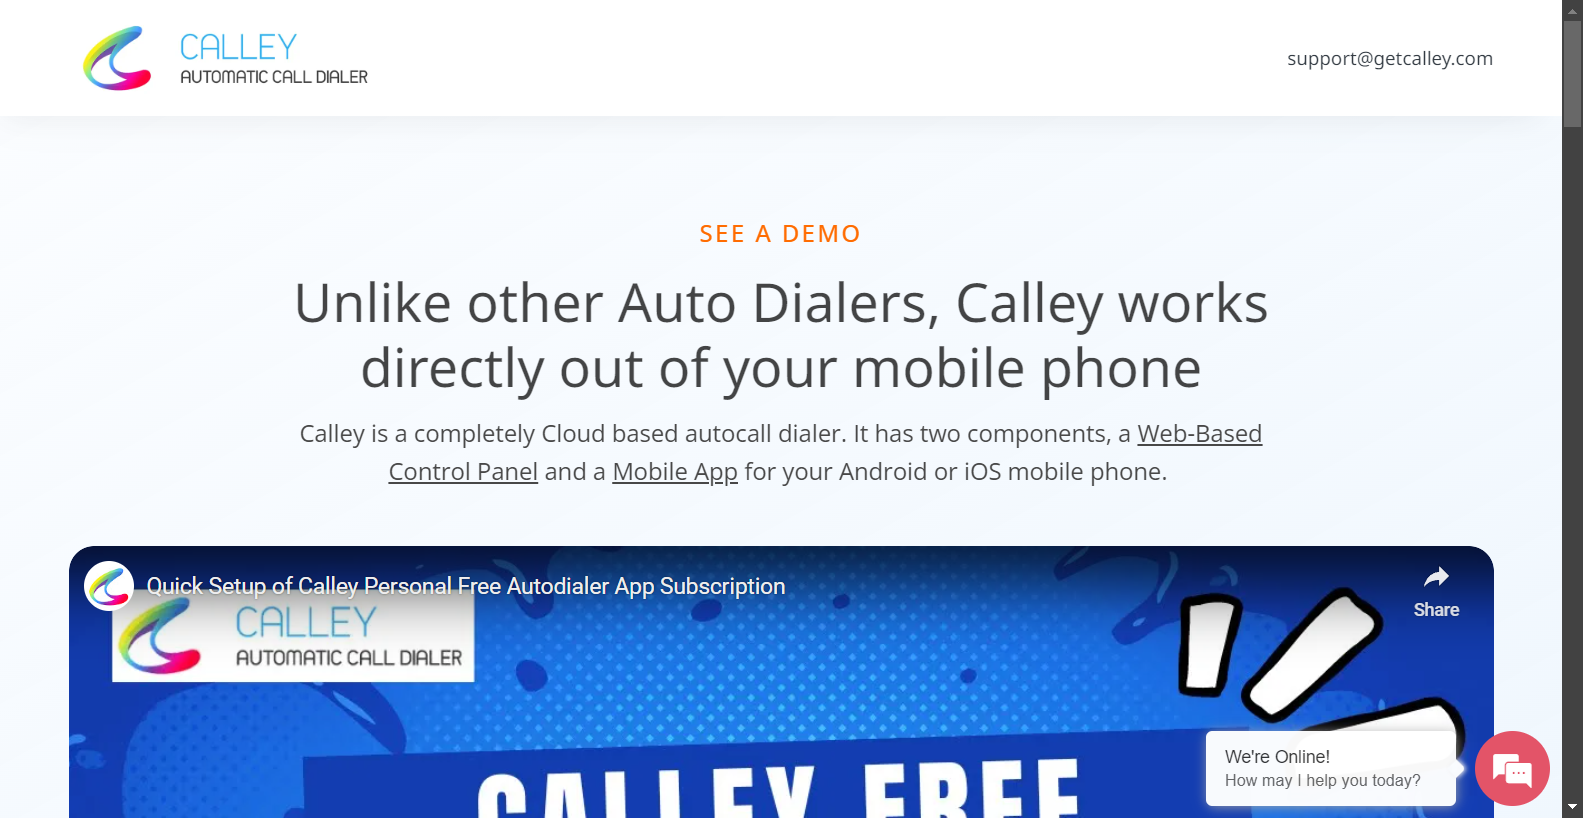 CALLEY
AUTOMATIC CALL DIALER
support@getcalley.com
SEE A DEMO
Unlike other Auto Dialers, Calley works
directly out of your mobile phone
Calley is a completely Cloud based autocall dialer. It has two components, a Web-Based
Control Panel and a Mobile App for your Android or iOS mobile phone.
Quick Setup of Calley Personal Free Autodialer App Subscription
Share
CALLEY
AUTOMATIC CALL DIALER
CALLEY FREE
We're Online!
How may I help you today?